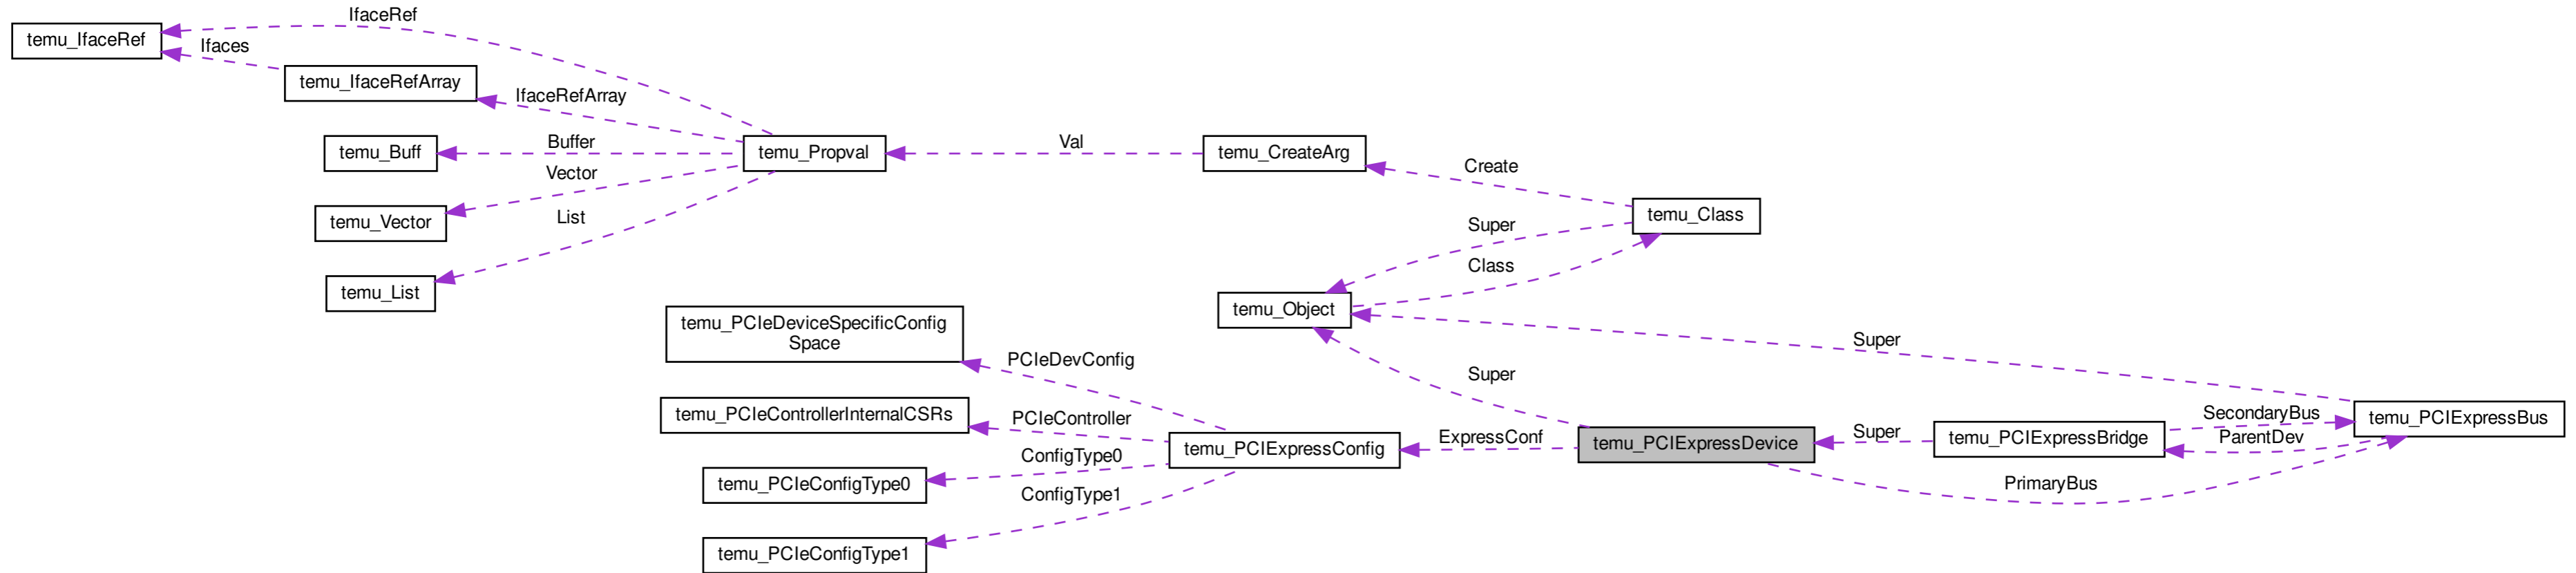 IfaceRef
temu_IfaceRef
Ifaces
temu_IfaceRefArray
IfaceRefArray
Buffer
temu_Buff
temu_Propval
Val
temu_CreateArg
Create
Vector
temu_Vector
List
temu_Class
Super
Class
temu_List
temu_Object
temu_PCIeDeviceSpecificConfig
Space
PCIeDevConfig
Super
Super
temu_PCIeControllerInternalCSRs
PCIeController
temu_PCIExpressConfig
ExpressConf
temu_PCIExpressDevice
Super
temu_PCIExpressBridge
SecondaryBus
ParentDev
temu_PCIExpressBus
ConfigType0
temu_PCIeConfigType0
ConfigType1
PrimaryBus
temu_PCIeConfigType1